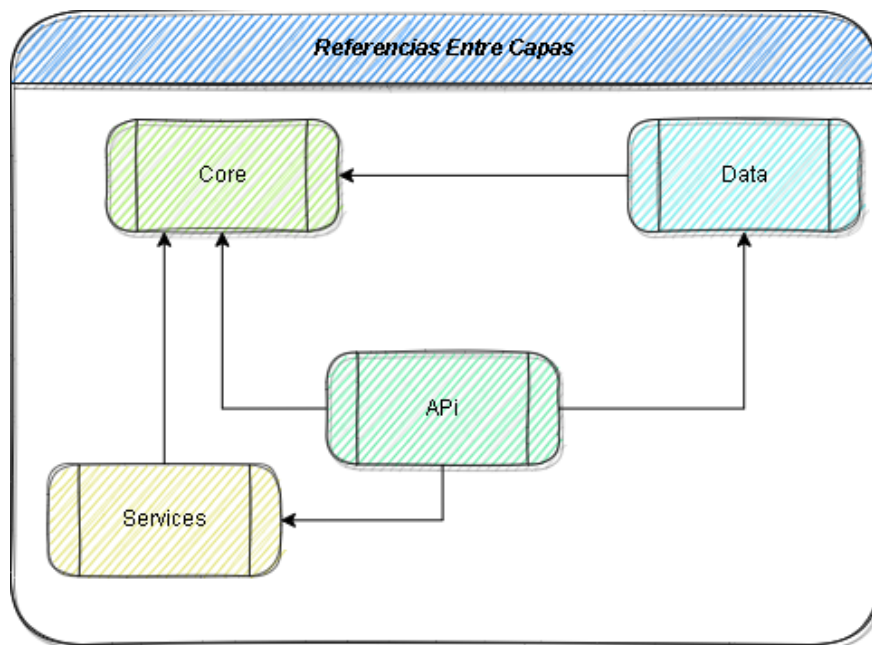 Referencias Entre Capas
Core
Data
APi
Services